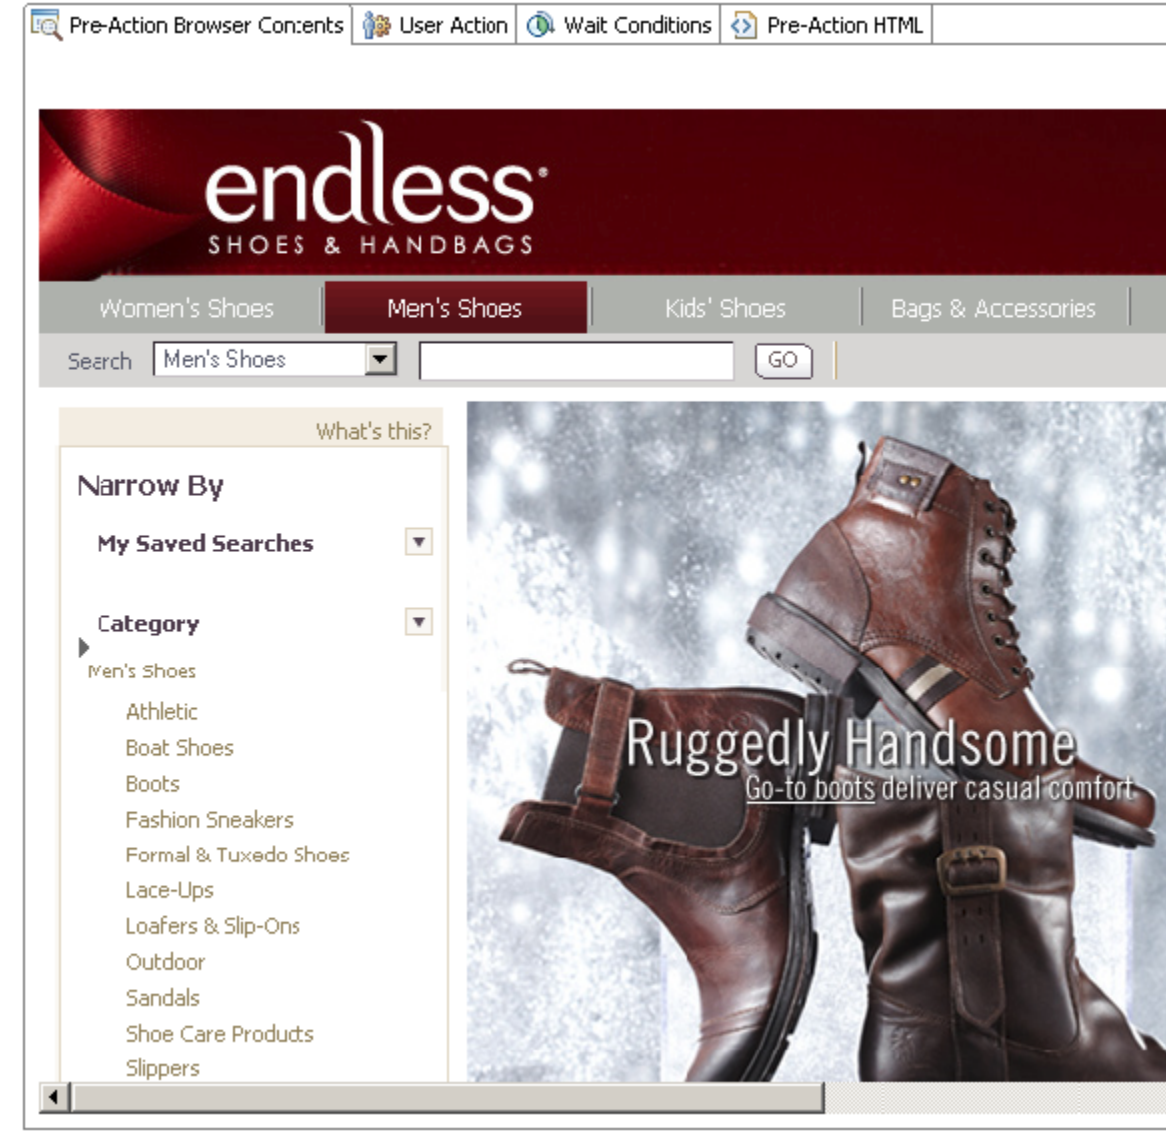 Pre-Action Browser Contents User Action Wait Conditions Pre-Action HTML
endless
SHOES & HANDBAGS
Women's Shoes Men's Shoes Kids' Shoes Bags & Accessories
Search Men's Shoes GO
What's this?
Narrow By
My Saved Searches
Category
Men's Shoes
Athletic
Boat Shoes
Boots
Fashion Sneakers
Formal & Tuxedo Shoes
Lace-Ups
Loafers & Slip-Ons
Outdoor
Sandals
Shoe Care Products
Slippers
Ruggedly Handsome
Go-to boots deliver casual comfort